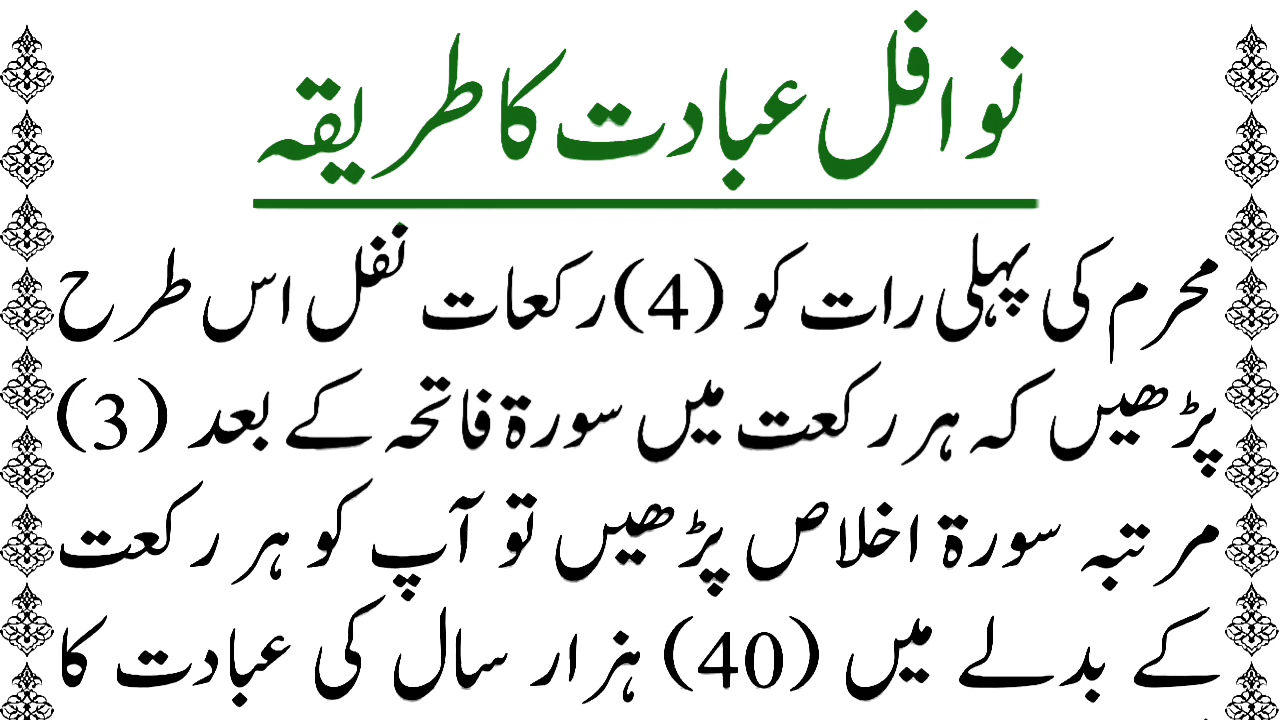 نوافل عبادت کا طریقہ
محرم کی پہلی رات کو (4) رکعات نفل اس طرح
پڑھیں کہ ہر رکعت میں سورۃ فاتحہ کے بعد (3)
مرتبہ سورۃ اخلاص پڑھیں تو آپ کو ہر رکعت
کے بدلے میں (40) ہزار سال کی عبادت کا